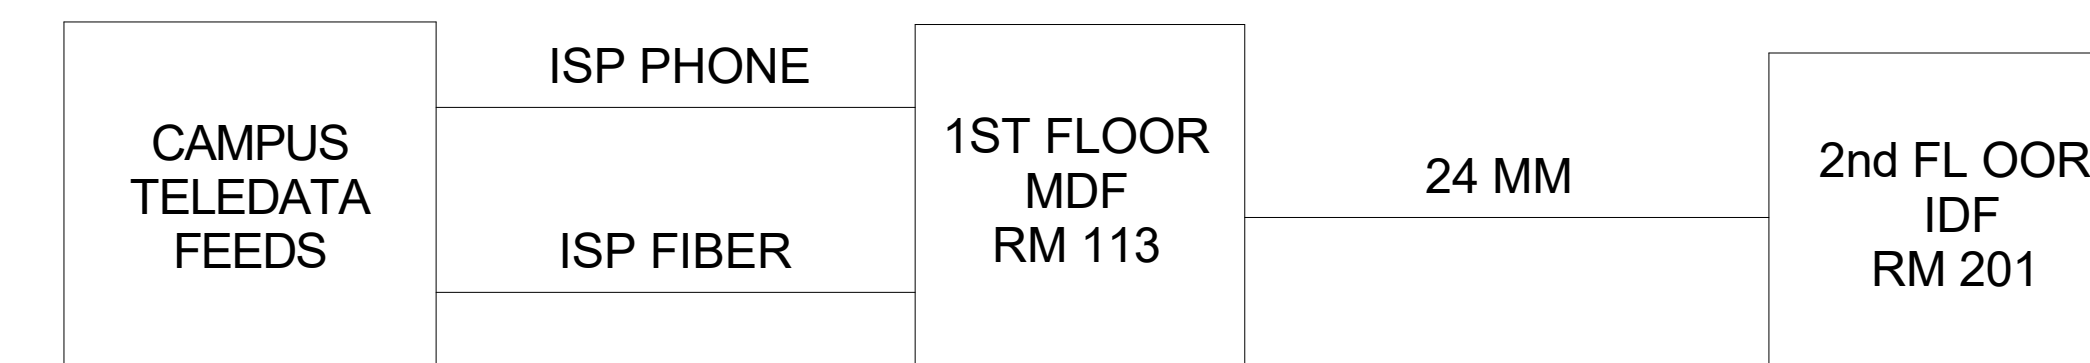 CAMPUS
TELEDATA
FEEDS
ISP PHONE
ISP FIBER
1ST FLOOR
MDF
RM 113
24 MM
2nd FL OOR
IDF
RM 201